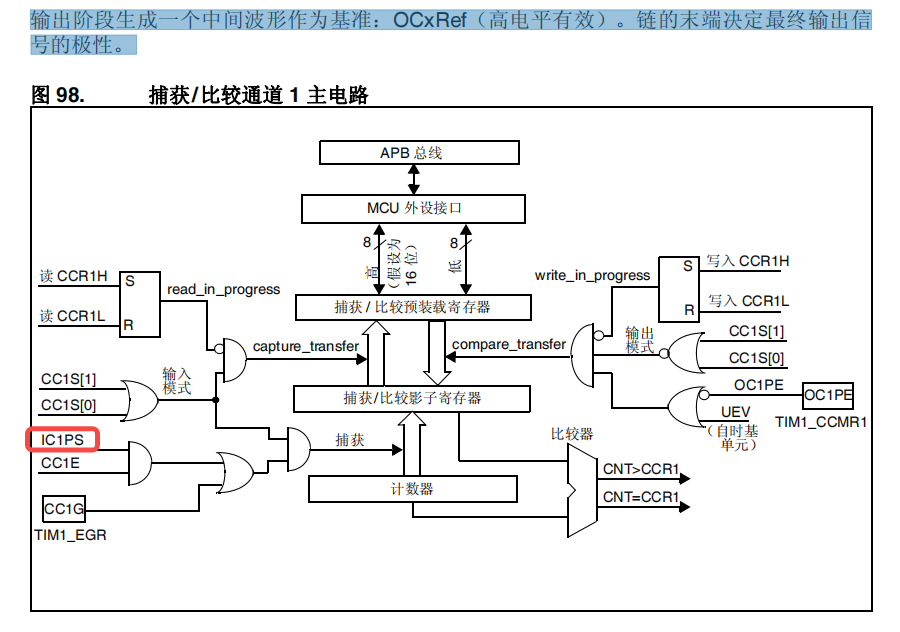 输出阶段生成一个中间波形作为基准：OCxRef（高电平有效）。链的末端决定最终输出信
号的极性。
图 98. 捕获/比较通道 1 主电路
APB 总线
MCU 外设接口
8
高
(假设为
16 位)
8
低
读 CCR1H
S
读 CCR1L
R
read_in_progress
write_in_progress
S
写入 CCR1H
R
写入 CCR1L
捕获 / 比较预装载寄存器
capture_transfer
compare_transfer
输出
模式
CC1S[1]
CC1S[0]
CC1S[1]
CC1S[0]
输入
模式
捕获/比较影子寄存器
OC1PE
OC1PE
UEV
TIM1_CCMR1
（自时基
单元）
IC1PS
CC1E
捕获
比较器
CNT>CCR1
计数器
CNT=CCR1
CC1G
TIM1_EGR